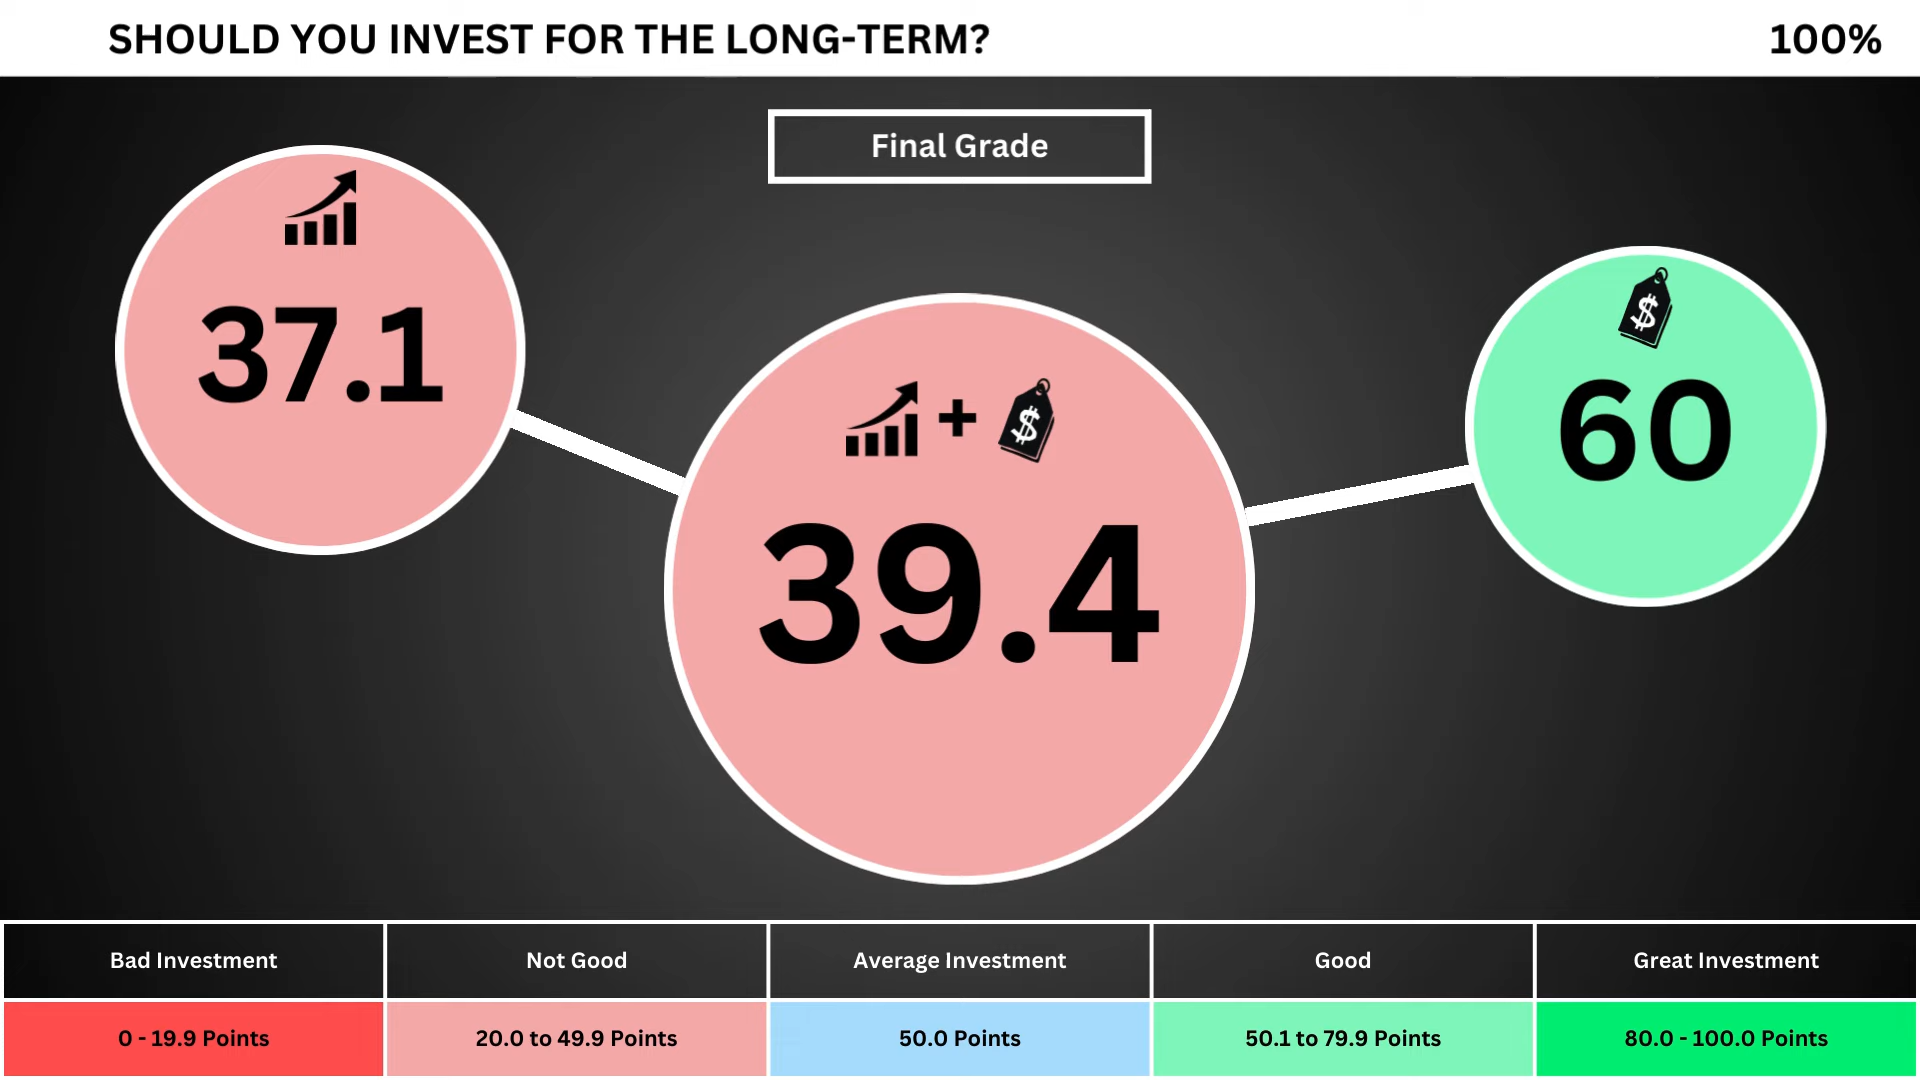 SHOULD YOU INVEST FOR THE LONG-TERM?
100%
Final Grade
37.1
$
60
+ $
39.4
Bad Investment
Not Good
Average Investment
Good
Great Investment
0 - 19.9 Points
20.0 to 49.9 Points
50.0 Points
50.1 to 79.9 Points
80.0 - 100.0 Points